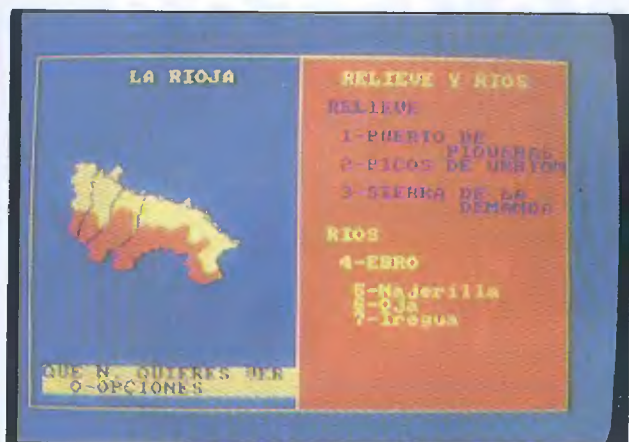 LA RIOJA
QUE N. QUIERES VER
0-OPCIONES
RELIEVE Y RIOS
RELIEVE
1-PUERTO DE
PIQUERAS
2-PICOS DE URBION
3-SIERRA DE LA
DEMANDA
RIOS
4-EBRO
5-Najerilla
6-Oja
7-Iregua